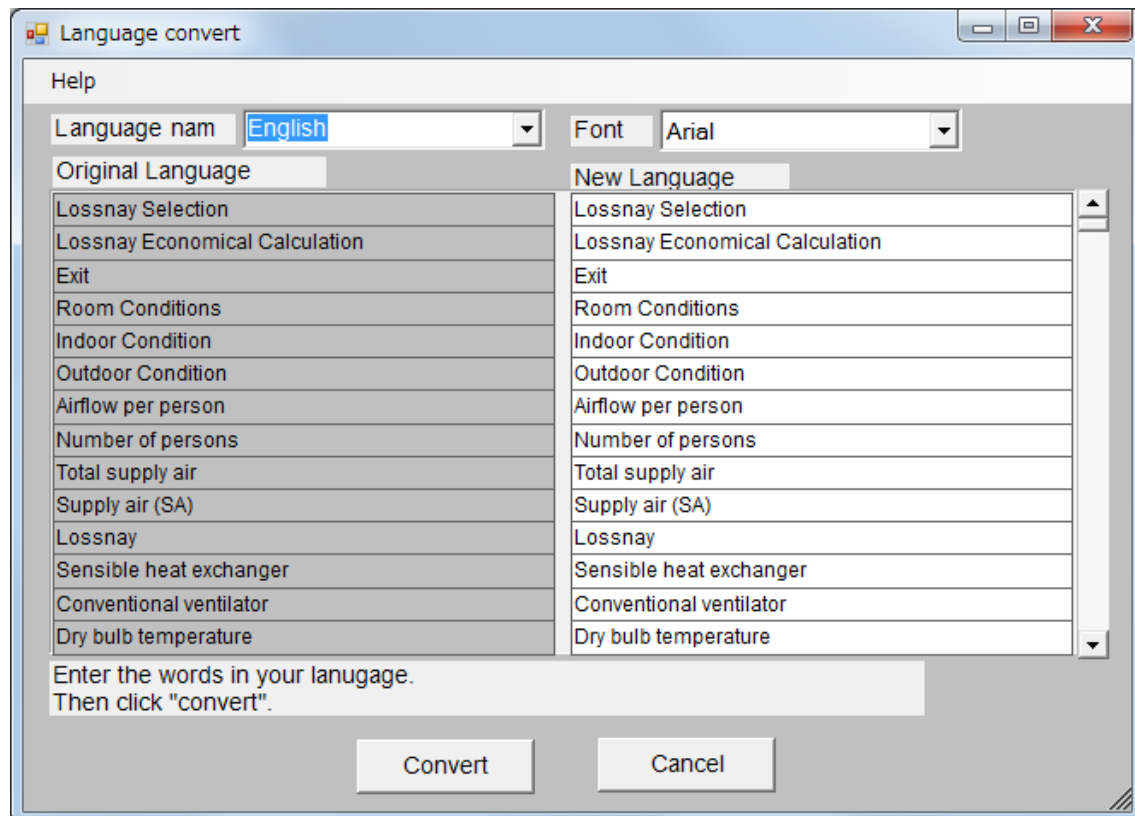 Language convert
Help
Language nam English Font Arial
Original Language New Language
Lossnay Selection Lossnay Selection
Lossnay Economical Calculation Lossnay Economical Calculation
Exit Exit
Room Conditions Room Conditions
Indoor Condition Indoor Condition
Outdoor Condition Outdoor Condition
Airflow per person Airflow per person
Number of persons Number of persons
Total supply air Total supply air
Supply air (SA) Supply air (SA)
Lossnay Lossnay
Sensible heat exchanger Sensible heat exchanger
Conventional ventilator Conventional ventilator
Dry bulb temperature Dry bulb temperature
Enter the words in your lanugage.
Then click "convert".
Convert Cancel